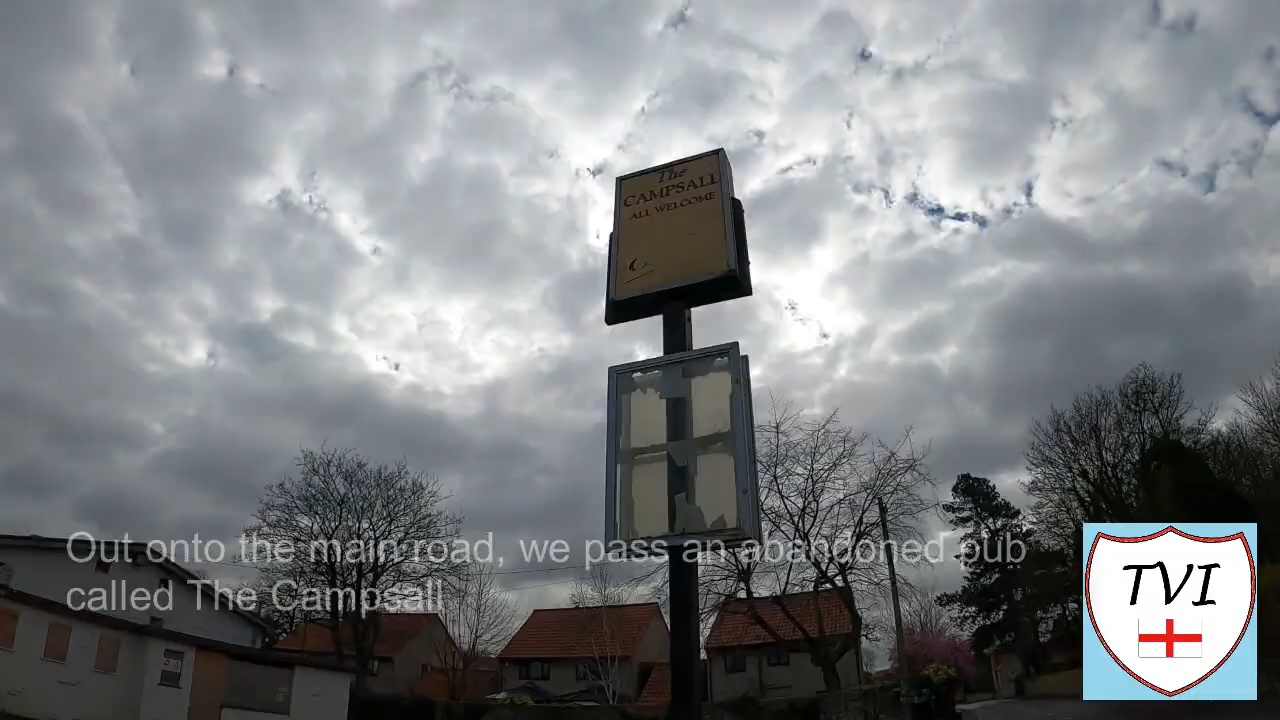 The
CAMPSALL
ALL WELCOME
Out onto the main road, we pass an abandoned pub
called The Campsall
TVI